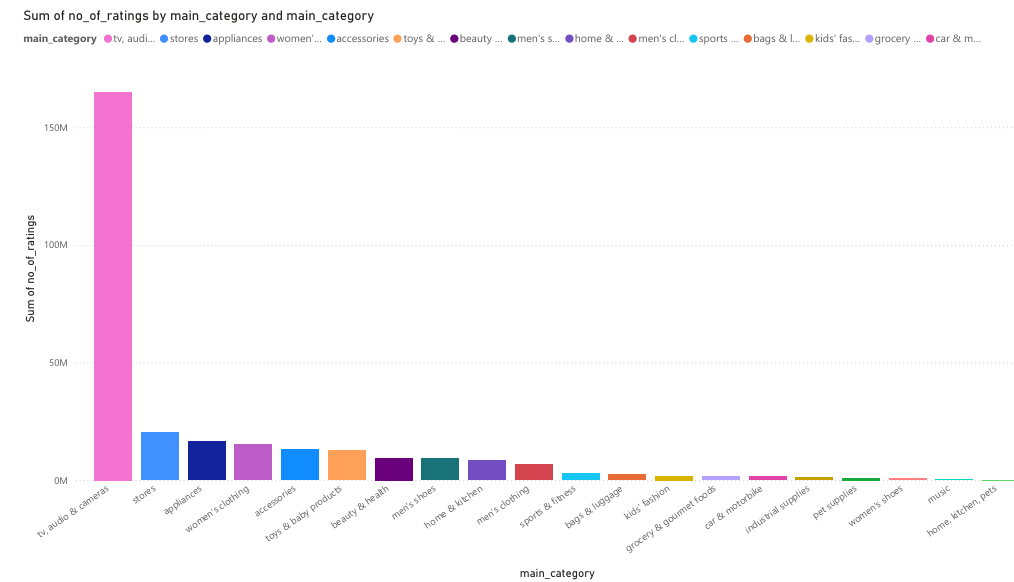 Sum of no_of_ratings by main_category and main_category
main_category tv, audi... stores appliances women'... accessories toys & ... beauty ... men's s... home & ... men's cl... sports ... bags & l... kids' fas... grocery ... car & m...
Sum of no_of_ratings
150M
100M
50M
0M
tv, audio & cameras
stores
appliances
women's clothing
accessories
toys & baby products
beauty & health
men's shoes
home & kitchen
men's clothing
sports & fitness
bags & luggage
kids' fashion
grocery & gourmet foods
car & motorbike
industrial supplies
pet supplies
women's shoes
music
home, kitchen, pets
main_category